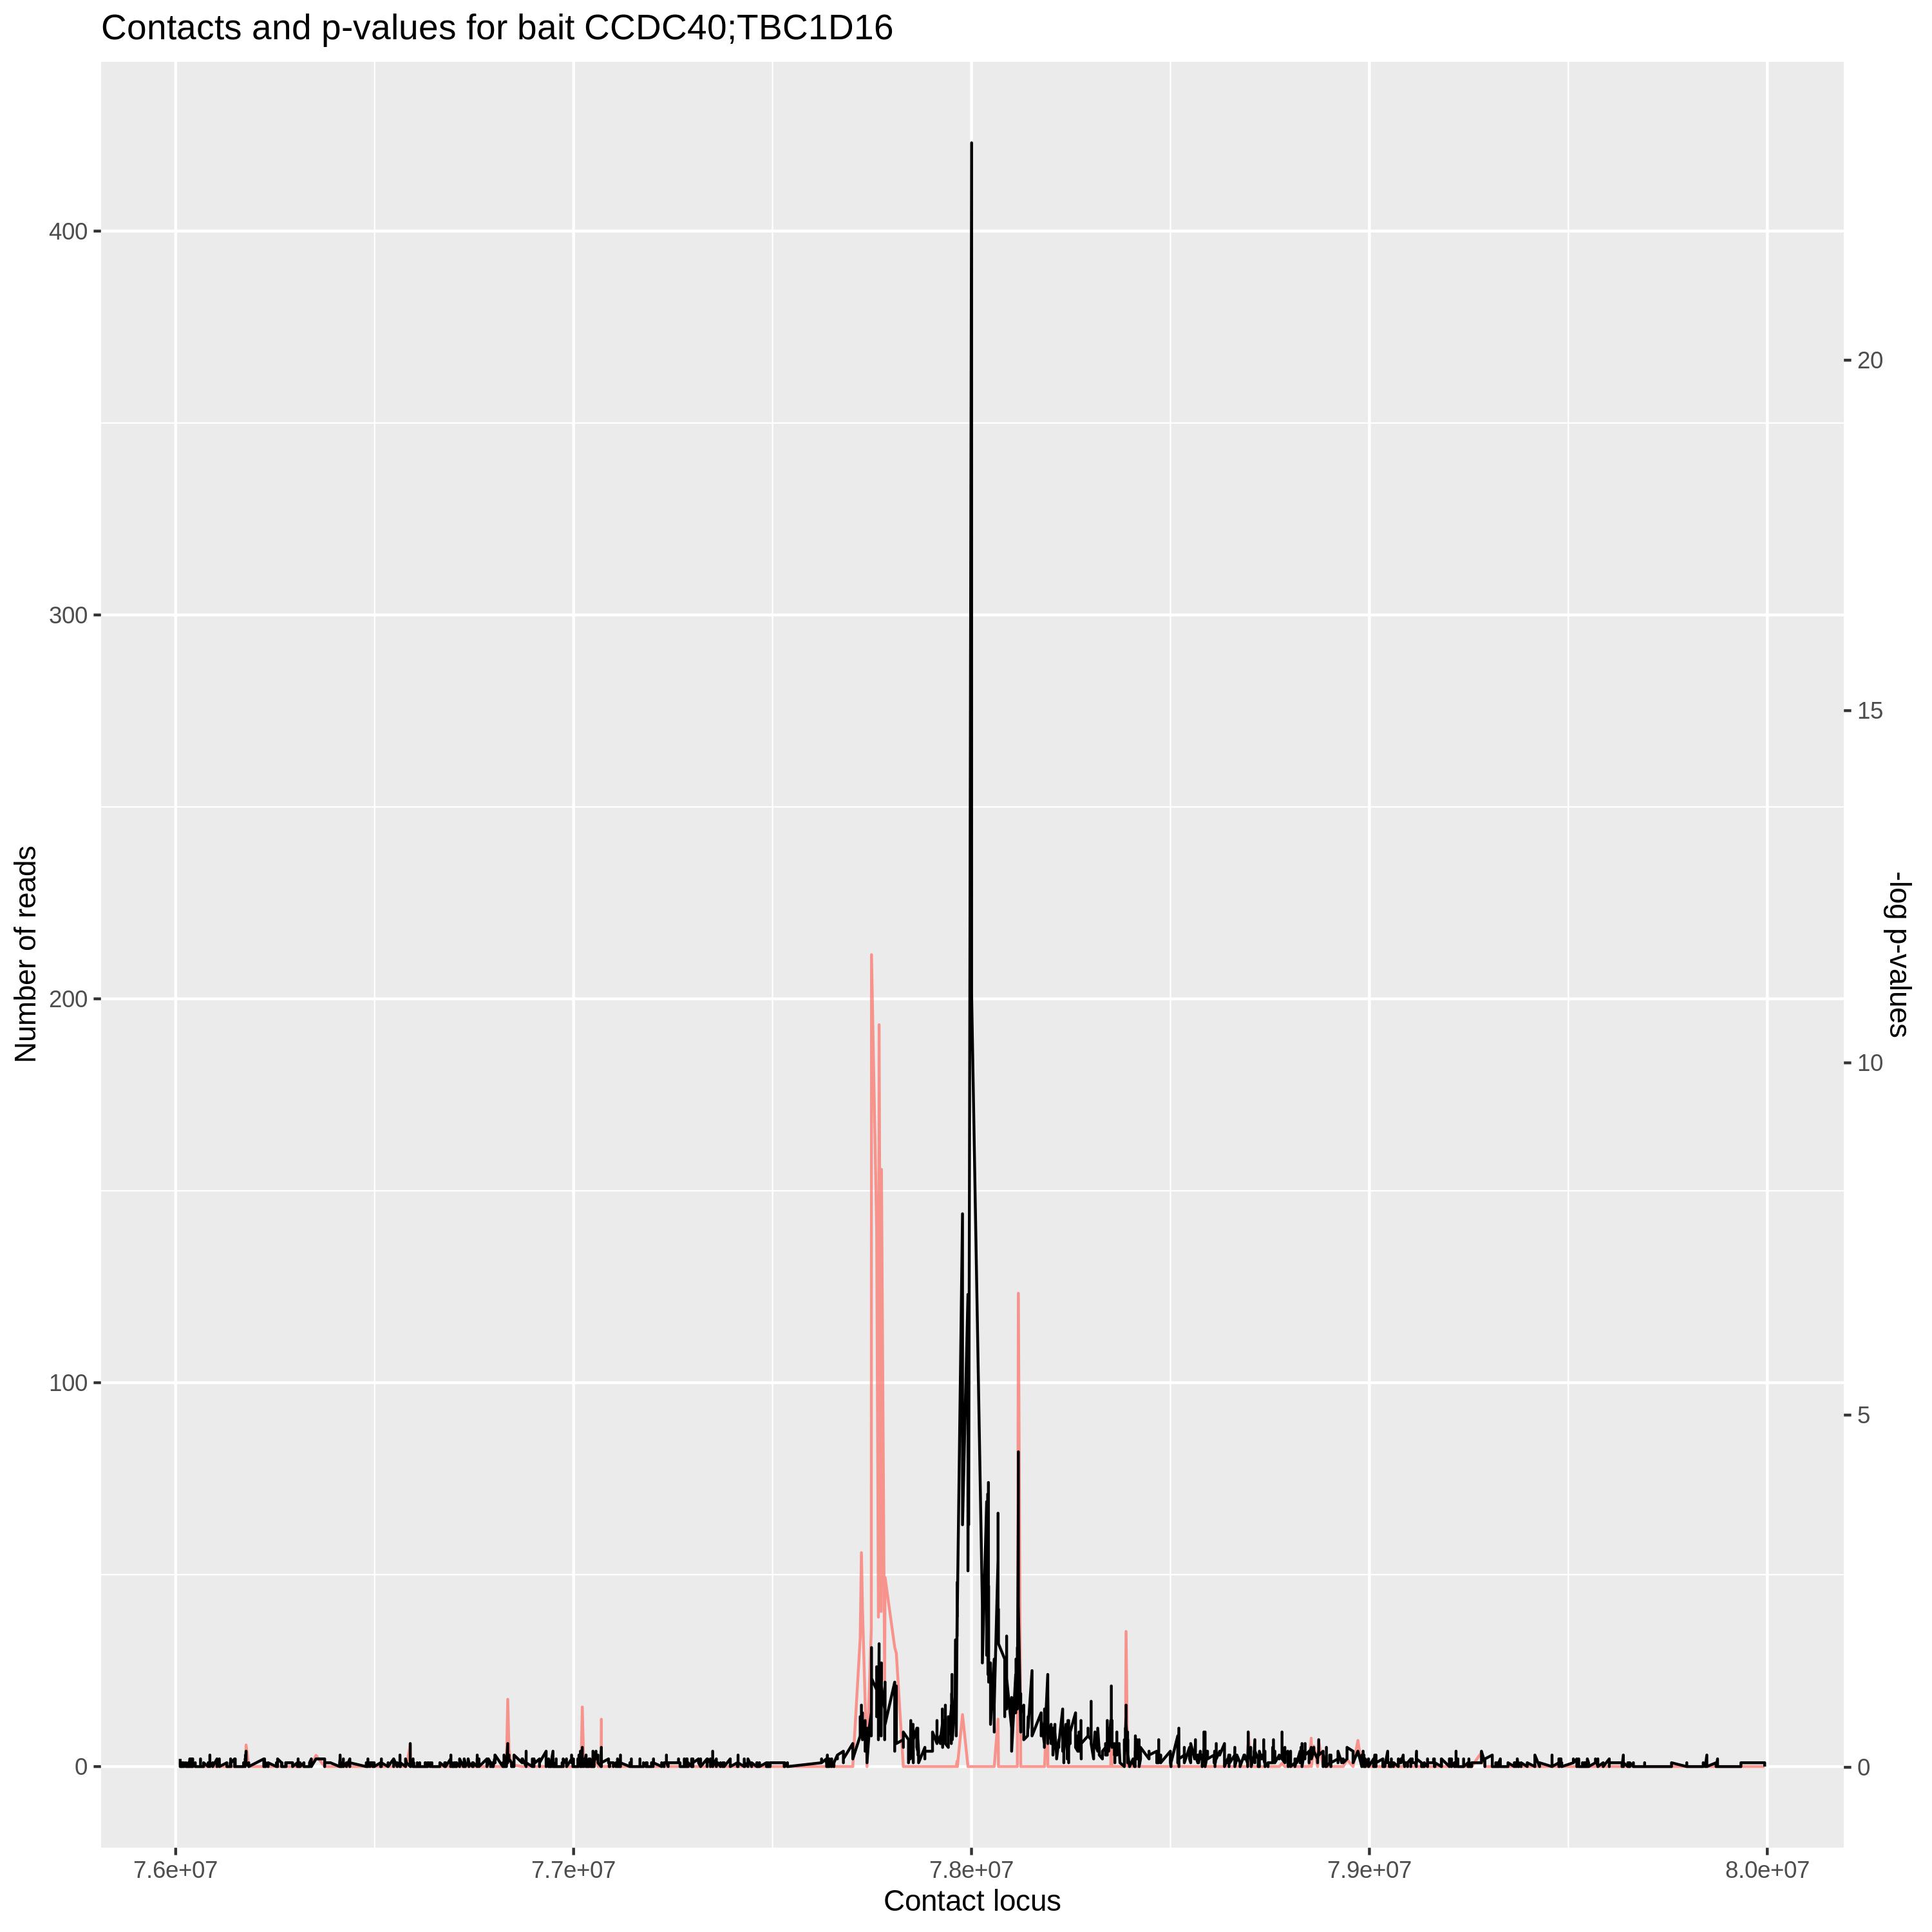 Contacts and p-values for bait CCDC40;TBC1D16
Number of reads
400
300
200
100
0
20
15
10
5
0
-log p-values
7.6e+07
7.7e+07
7.8e+07
7.9e+07
8.0e+07
Contact locus